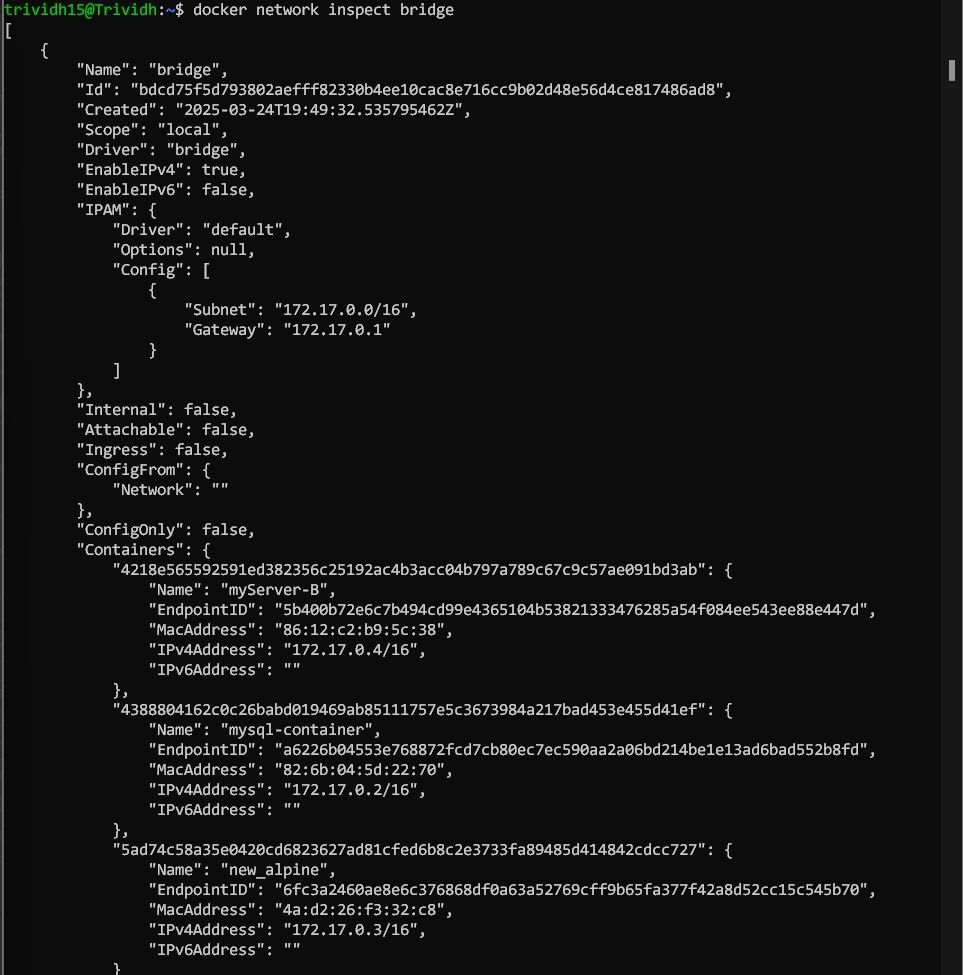 trividh15@Trividh:~$ docker network inspect bridge
[
    {
        "Name": "bridge",
        "Id": "bdcd75f5d793802aefff82330b4ee10cac8e716cc9b02d48e56d4ce817486ad8",
        "Created": "2025-03-24T19:49:32.535795462Z",
        "Scope": "local",
        "Driver": "bridge",
        "EnableIPv4": true,
        "EnableIPv6": false,
        "IPAM": {
            "Driver": "default",
            "Options": null,
            "Config": [
                {
                    "Subnet": "172.17.0.0/16",
                    "Gateway": "172.17.0.1"
                }
            ]
        },
        "Internal": false,
        "Attachable": false,
        "Ingress": false,
        "ConfigFrom": {
            "Network": ""
        },
        "ConfigOnly": false,
        "Containers": {
            "4218e565592591ed382356c25192ac4b3acc04b797a789c67c9c57ae091bd3ab": {
                "Name": "myServer-B",
                "EndpointID": "5b400b72e6c7b494cd99e4365104b53821333476285a54f084ee543ee88e447d",
                "MacAddress": "86:12:c2:b9:5c:38",
                "IPv4Address": "172.17.0.4/16",
                "IPv6Address": ""
            },
            "4388804162c0c26babd019469ab85111757e5c3673984a217bad453e455d41ef": {
                "Name": "mysql-container",
                "EndpointID": "a6226b04553e768872fcd7cb80ec7ec590aa2a06bd214be1e13ad6bad552b8fd",
                "MacAddress": "82:6b:04:5d:22:70",
                "IPv4Address": "172.17.0.2/16",
                "IPv6Address": ""
            },
            "5ad74c58a35e0420cd6823627ad81cfed6b8c2e3733fa89485d414842cdcc727": {
                "Name": "new_alpine",
                "EndpointID": "6fc3a2460ae8e6c376868df0a63a52769cff9b65fa377f42a8d52cc15c545b70",
                "MacAddress": "4a:d2:26:f3:32:c8",
                "IPv4Address": "172.17.0.3/16",
                "IPv6Address": ""
            }